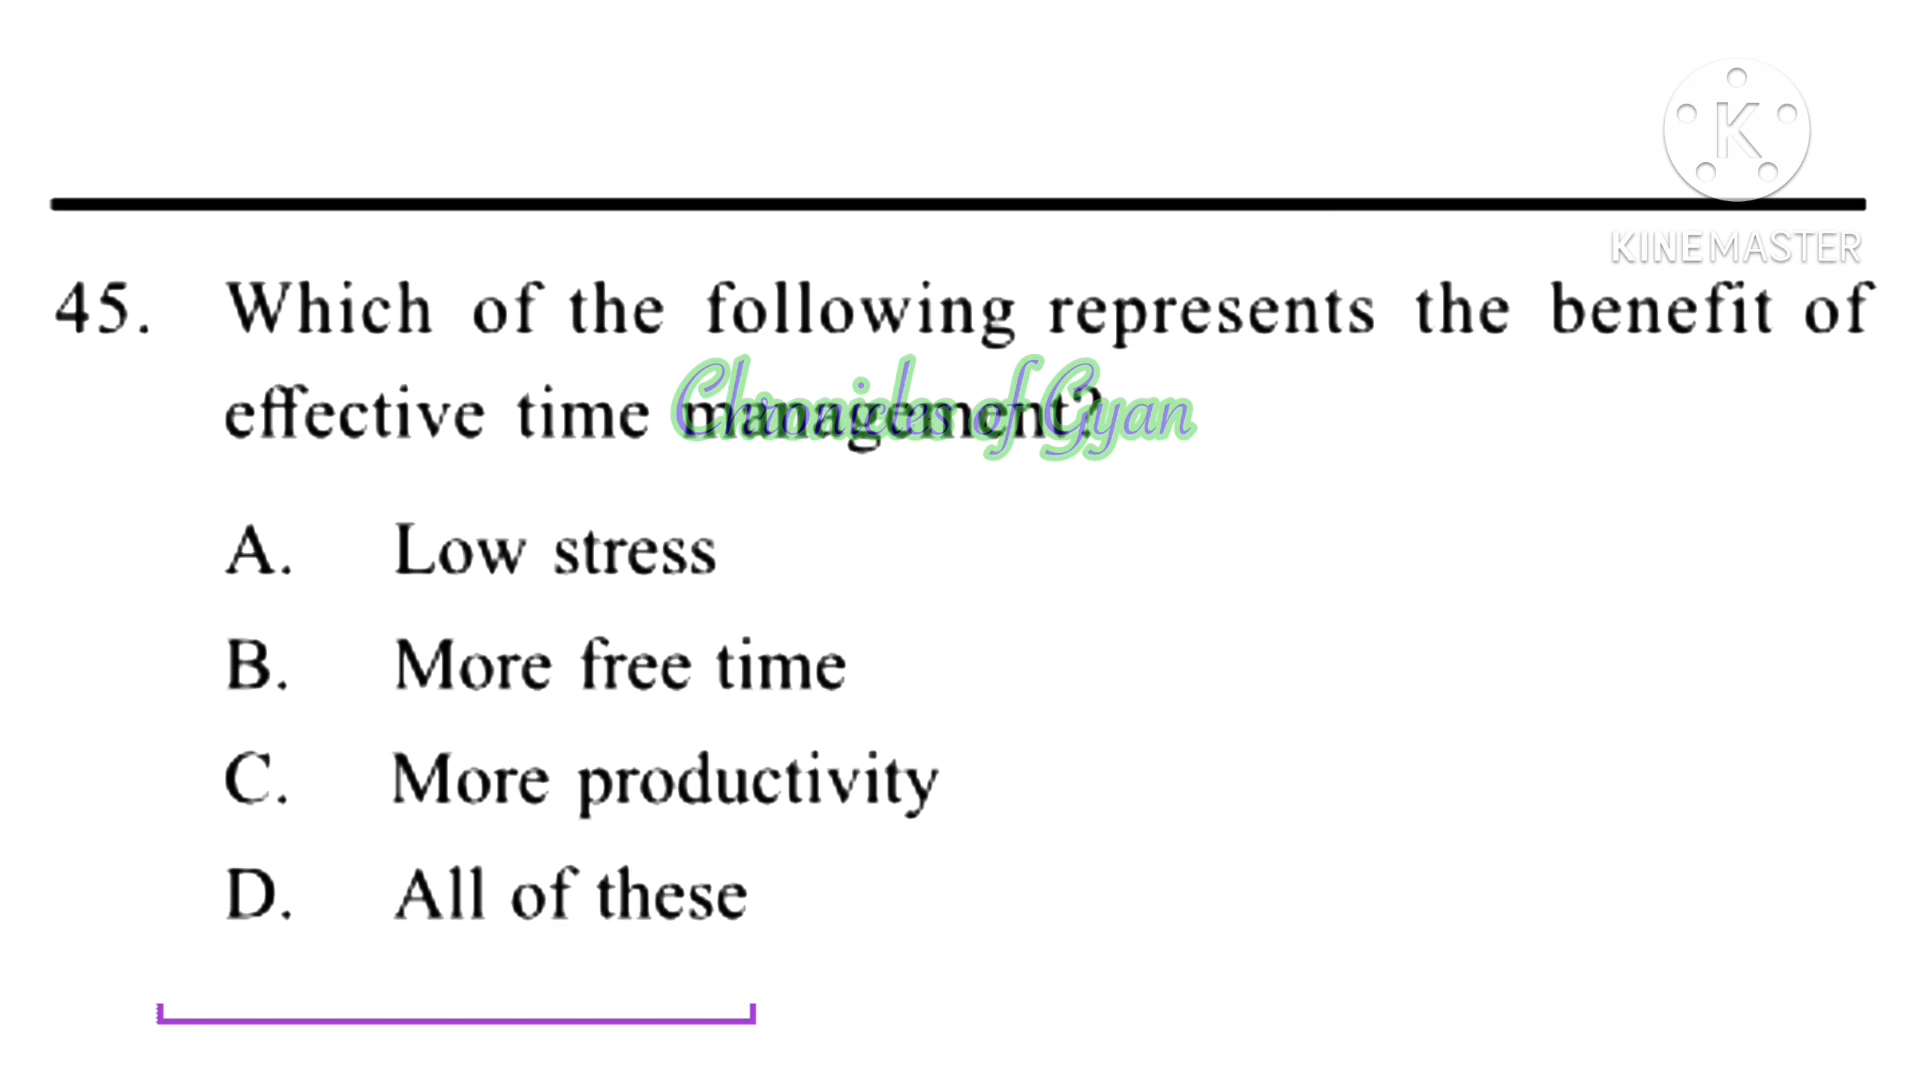 K
KINEMASTER
45. Which of the following represents the benefit of
effective time management?
Chronicles of Gyan
A. Low stress
B. More free time
C. More productivity
D. All of these